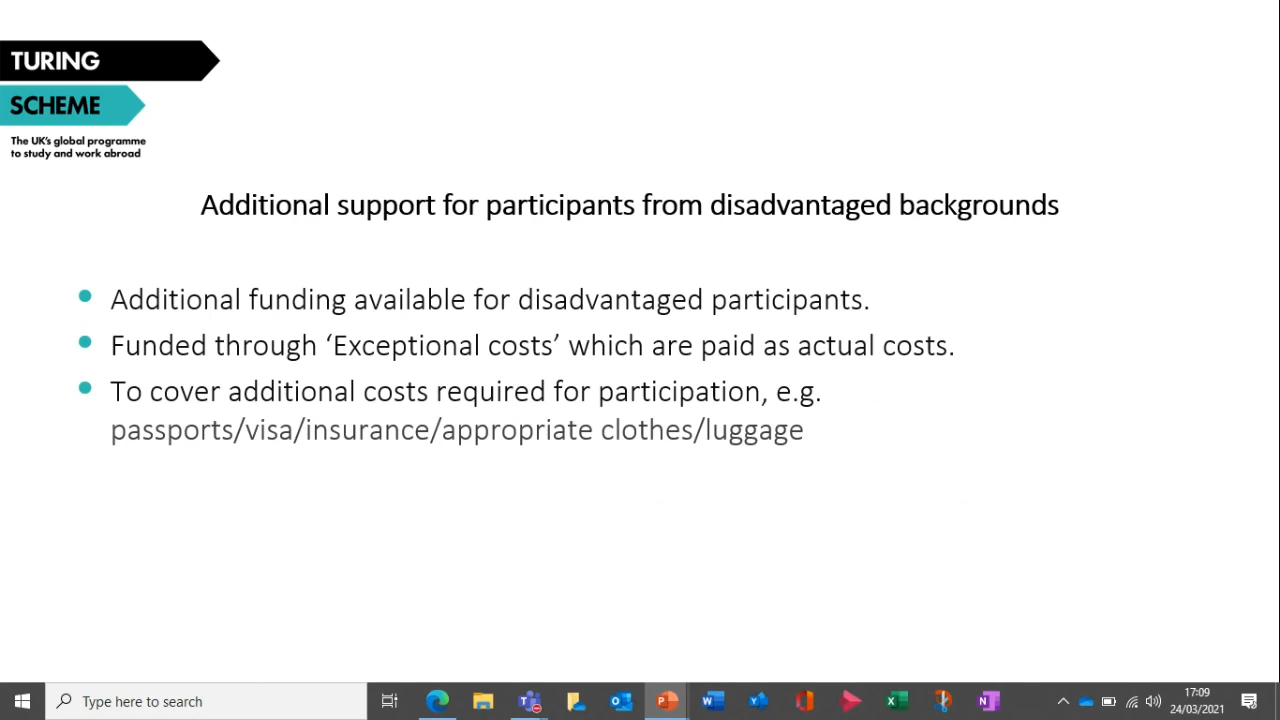 TURING
SCHEME
The UK's global programme
to study and work abroad
Additional support for participants from disadvantaged backgrounds
Additional funding available for disadvantaged participants.
Funded through ‘Exceptional costs’ which are paid as actual costs.
To cover additional costs required for participation, e.g.
passports/visa/insurance/appropriate clothes/luggage
Type here to search
17:09
24/03/2021